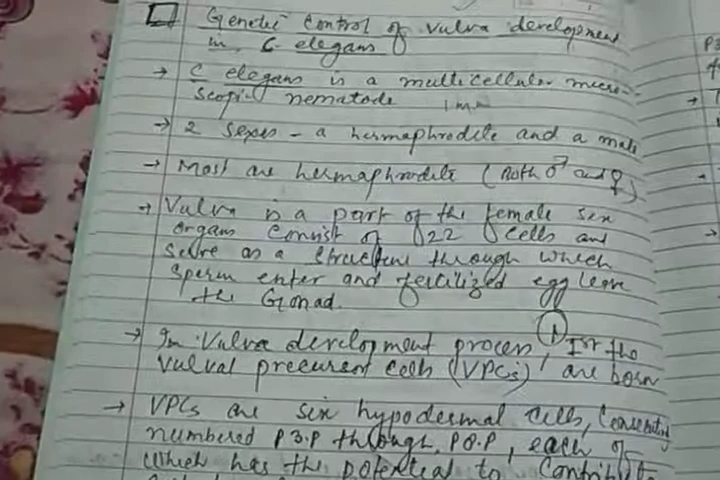 Genetic Control of vulva development
in C elegans
→ C elegans is a multicellular micro-
scopic nematode 1mm
→ 2 sexes - a hermaphrodite and a male
→ Most are hermaphrodite (Both ♂ and ♀)
→ Vulva is a part of the female sex
organs consist of 22 cells and
serve as a structure through which
sperm enter and fertilized egg leave
the Gonad.
→ In Vulva development process, ① Ist the
vulval precursor cells (VPCs) are born
→ VPCs are six hypodermal cells,
numbered P3.P through P8.P, each of
which has the potential to contribute